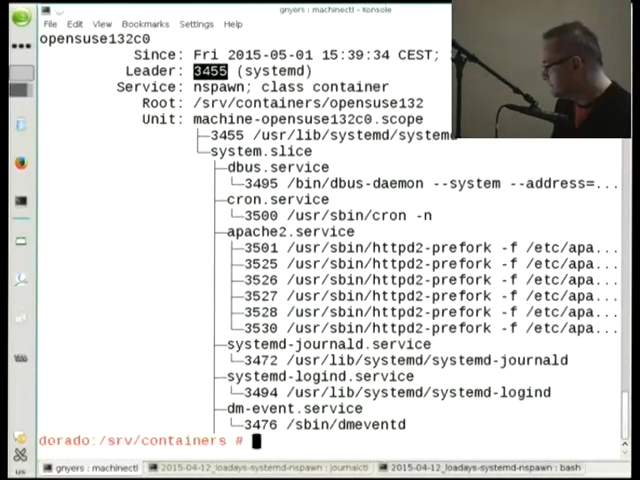 gnyers : machinectl - Konsole
File Edit View Bookmarks Settings Help
opensuse132c0
Since: Fri 2015-05-01 15:39:34 CEST;
Leader: 3455 (systemd)
Service: nspawn; class container
Root: /srv/containers/opensuse132
Unit: machine-opensuse132c0.scope
├─3455 /usr/lib/systemd/systemd
└─system.slice
├─dbus.service
│ └─3495 /bin/dbus-daemon --system --address=...
├─cron.service
│ └─3500 /usr/sbin/cron -n
├─apache2.service
│ ├─3501 /usr/sbin/httpd2-prefork -f /etc/apa...
│ ├─3525 /usr/sbin/httpd2-prefork -f /etc/apa...
│ ├─3526 /usr/sbin/httpd2-prefork -f /etc/apa...
│ ├─3527 /usr/sbin/httpd2-prefork -f /etc/apa...
│ ├─3528 /usr/sbin/httpd2-prefork -f /etc/apa...
│ └─3530 /usr/sbin/httpd2-prefork -f /etc/apa...
├─systemd-journald.service
│ └─3472 /usr/lib/systemd/systemd-journald
├─systemd-logind.service
│ └─3494 /usr/lib/systemd/systemd-logind
├─dm-event.service
│ └─3476 /sbin/dmeventd
dorado:/srv/containers #
gnyers : machinectl
2015-04-12_loadays-systemd-nspawn : journalctl
2015-04-12_loadays-systemd-nspawn : bash